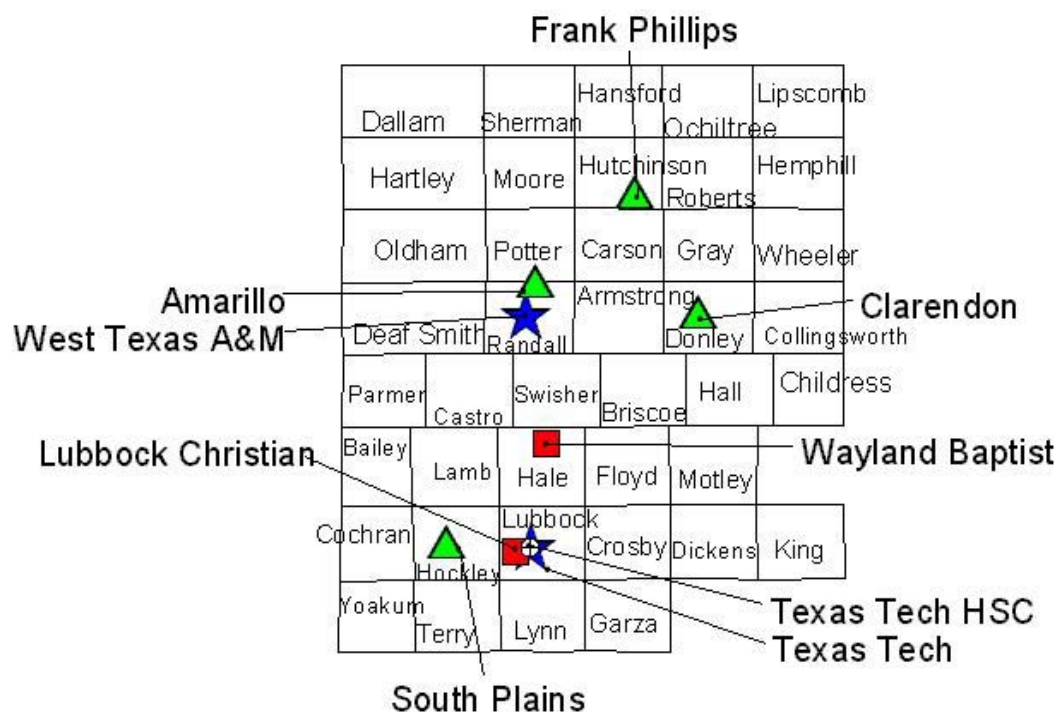 Frank Phillips
Hansford
Lipscomb
Dallam
Sherman
Ochiltree
Hutchinson
Hemphill
Hartley
Moore
Roberts
Oldham
Potter
Carson
Gray
Wheeler
Amarillo
Armstrong
Clarendon
West Texas A&M
Deaf Smith
Randall
Donley
Collingsworth
Parmer
Castro
Swisher
Briscoe
Hall
Childress
Bailey
Lubbock Christian
Wayland Baptist
Lamb
Hale
Floyd
Motley
Cochran
Lubbock
Hockley
Crosby
Dickens
King
Yoakum
Terry
Lynn
Garza
Texas Tech HSC
Texas Tech
South Plains